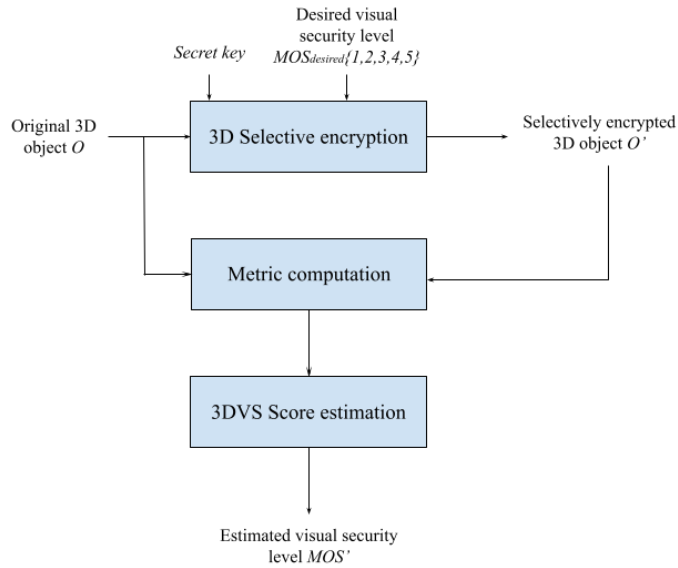 Desired visual
security level
MOSdesired{1,2,3,4,5}
Secret key
Original 3D
object O
3D Selective encryption
Selectively encrypted
3D object O’
Metric computation
3DVS Score estimation
Estimated visual security
level MOS’